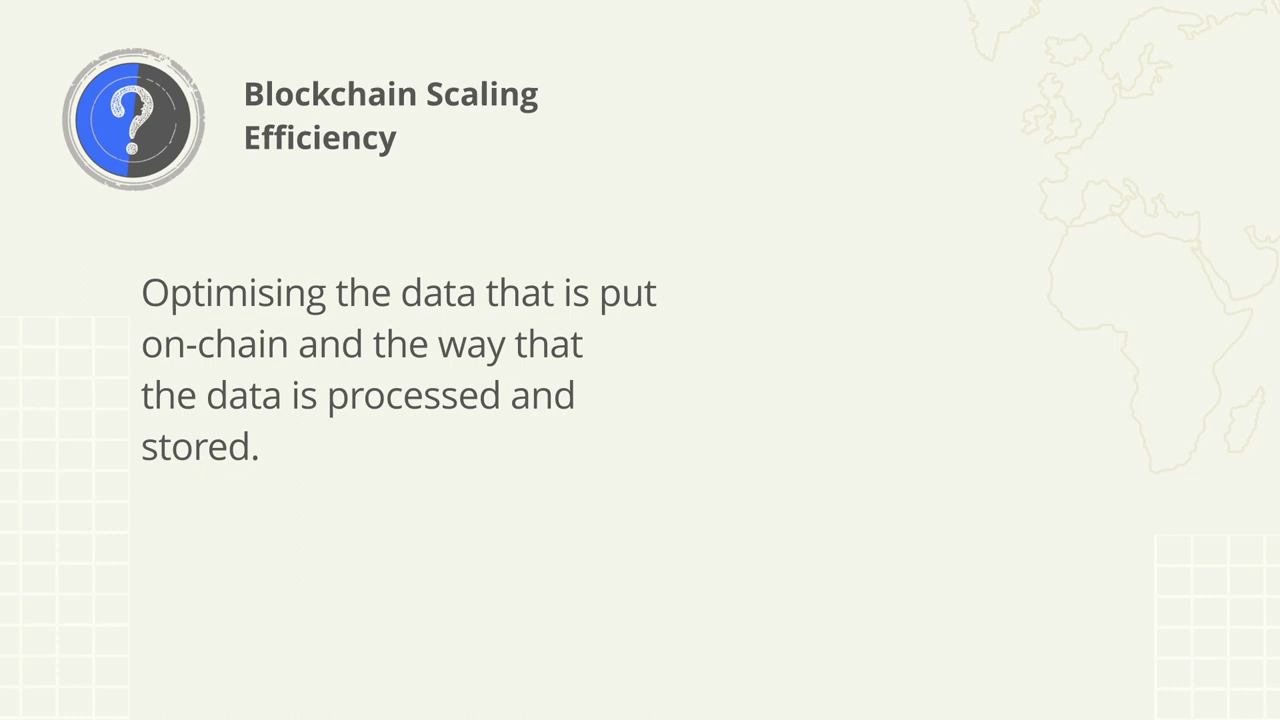 Blockchain Scaling
Efficiency
Optimising the data that is put
on-chain and the way that
the data is processed and
stored.